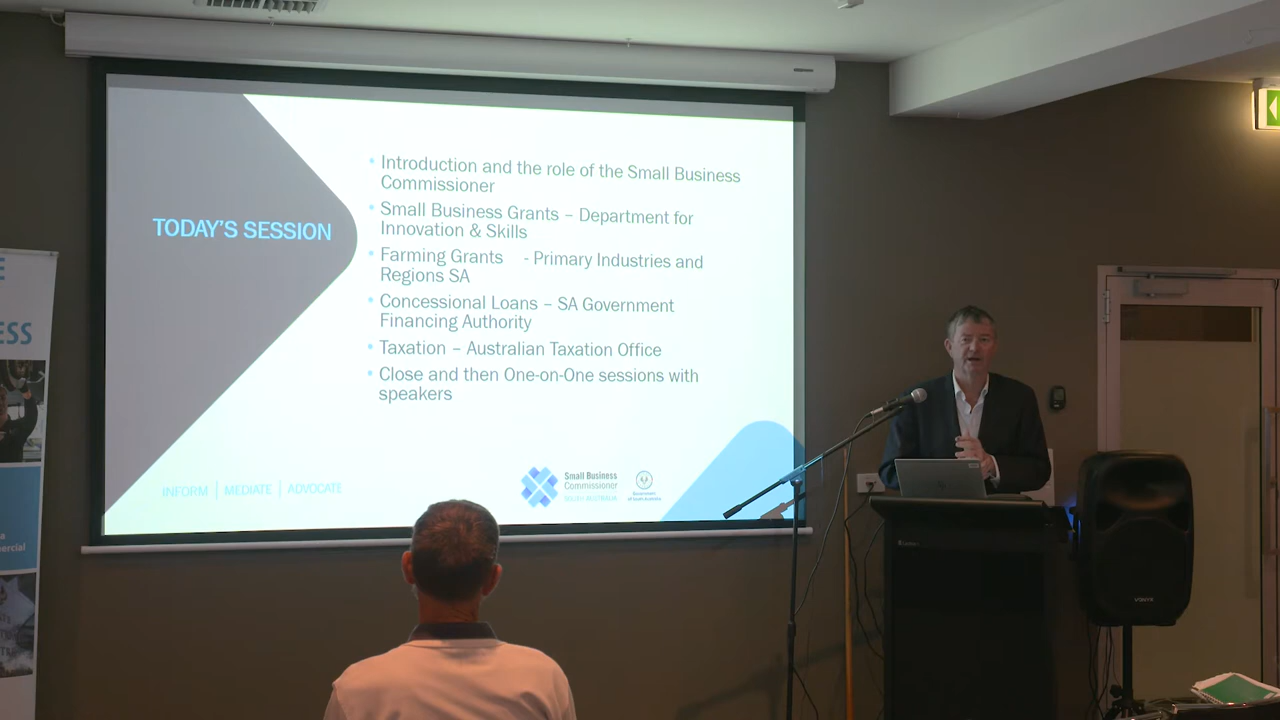 TODAY'S SESSION
• Introduction and the role of the Small Business
Commissioner
• Small Business Grants – Department for
Innovation & Skills
• Farming Grants - Primary Industries and
Regions SA
• Concessional Loans – SA Government
Financing Authority
• Taxation – Australian Taxation Office
• Close and then One-on-One sessions with
speakers
INFORM | MEDIATE | ADVOCATE
Small Business
Commissioner
SOUTH AUSTRALIA
Government
of South Australia
E
ESS
a
ercial
VONYX